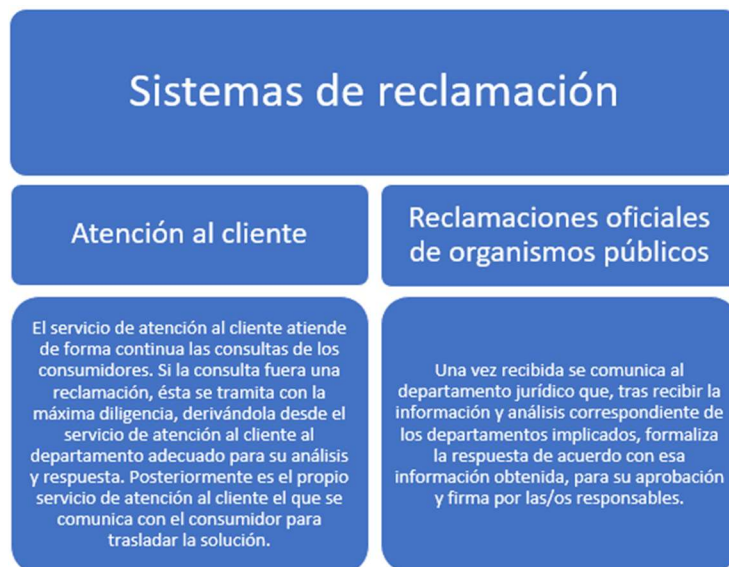 Sistemas de reclamación
Atención al cliente
Reclamaciones oficiales
de organismos públicos
El servicio de atención al cliente atiende
de forma continua las consultas de los
consumidores. Si la consulta fuera una
reclamación, ésta se tramita con la
máxima diligencia, derivándola desde el
servicio de atención al cliente al
departamento adecuado para su análisis
y respuesta. Posteriormente es el propio
servicio de atención al cliente el que se
comunica con el consumidor para
trasladar la solución.
Una vez recibida se comunica al
departamento jurídico que, tras recibir la
información y análisis correspondiente de
los departamentos implicados, formaliza
la respuesta de acuerdo con esa
información obtenida, para su aprobación
y firma por las/os responsables.